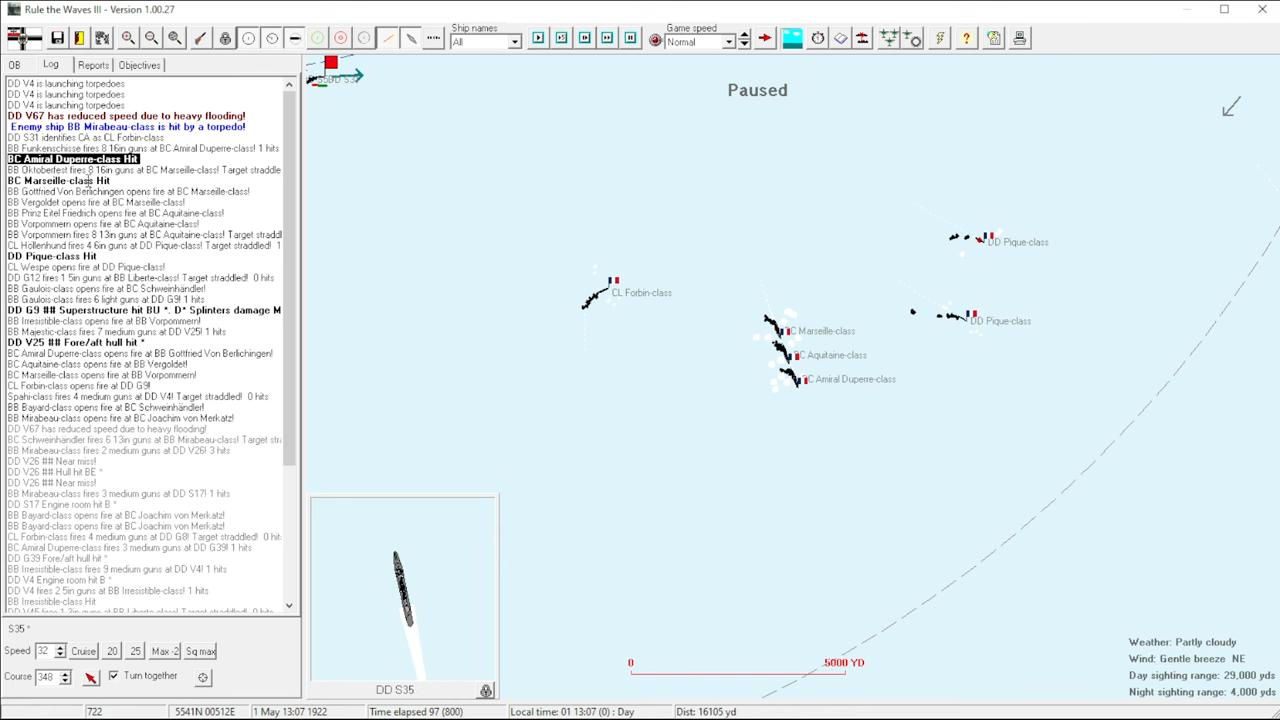 Rule the Waves III - Version 1.00.27
Ship names
All
Game speed
Normal
OB Log Reports Objectives
DD V4 is launching torpedoes
DD V4 is launching torpedoes
DD V4 is launching torpedoes
DD V67 has reduced speed due to heavy flooding!
Enemy ship BB Mirabeau-class is hit by a torpedo!
DD S31 identifies CA as CL Forbin-class
BB Funkenschisse fires 8 16in guns at BC Amiral Duperre-class! 1 hits
BC Amiral Duperre-class Hit
BB Oktoberfest fires 8 16in guns at BC Marseille-class! Target straddle
BC Marseille-class Hit
BB Gottfried Von Berlichingen opens fire at BC Marseille-class!
BB Vergoldet opens fire at BC Marseille-class!
BB Prinz Eitel Friedrich opens fire at BC Aquitaine-class!
BB Vorpommern opens fire at BC Aquitaine-class!
BB Vorpommern fires 8 13in guns at BC Aquitaine-class! Target straddl
CL Höllenhund fires 4 6in guns at DD Pique-class! Target straddled! 1
DD Pique-class Hit
CL Wespe opens fire at DD Pique-class!
DD G12 fires 1 5in guns at BB Liberte-class! Target straddled! 0 hits
BB Gaulois-class opens fire at BC Schweinhändler!
BB Gaulois-class fires 6 light guns at DD G9! 1 hits
DD G9 ## Superstructure hit BU *. D* Splinters damage M
BB Irresistible-class opens fire at BB Vorpommern!
BB Majestic-class fires 7 medium guns at DD V25! 1 hits
DD V25 ## Fore/aft hull hit *
BC Amiral Duperre-class opens fire at BB Gottfried Von Berlichingen!
BC Aquitaine-class opens fire at BB Vergoldet!
BC Marseille-class opens fire at BB Vorpommern!
CL Forbin-class opens fire at DD G9!
Spahi-class fires 4 medium guns at DD V4! Target straddled! 0 hits
BB Bayard-class opens fire at BC Schweinhändler!
BB Mirabeau-class opens fire at BC Joachim von Merkatz!
DD V67 has reduced speed due to heavy flooding!
BC Schweinhändler fires 6 13in guns at BB Mirabeau-class! Target stra
BB Mirabeau-class fires 2 medium guns at DD V26! 3 hits
DD V26 ## Near miss!
DD V26 ## Hull hit BE *
DD V26 ## Near miss!
BB Mirabeau-class fires 3 medium guns at DD S17! 1 hits
DD S17 Engine room hit B *
BB Bayard-class opens fire at BC Joachim von Merkatz!
BB Bayard-class opens fire at BC Joachim von Merkatz!
CL Forbin-class fires 4 medium guns at DD G8! Target straddled! 0 hit
BC Amiral Duperre-class fires 3 medium guns at DD G39! 1 hits
DD G39 Fore/aft hull hit *
BB Irresistible-class fires 9 medium guns at DD V4! 1 hits
DD V4 Engine room hit B *
DD V4 fires 2 5in guns at BB Irresistible-class! 1 hits
BB Irresistible-class Hit
DD V45 fires 1 3in guns at BB Liberte-class! Target straddled! 0 hits
S35 *
Speed 32 Cruise 20 25 Max -2 Sq max
Course 348 Turn together
Paused
DD Pique-class
CL Forbin-class
DD Pique-class
BC Marseille-class
BC Aquitaine-class
BC Amiral Duperre-class
DD S35
0 5000 YD
Weather: Partly cloudy
Wind: Gentle breeze NE
Day sighting range: 29,000 yds
Night sighting range: 4,000 yds
722 5541N 00512E 1 May 13:07 1922 Time elapsed 97 (800) Local time: 01 13:07 (0) : Day Dist: 16105 yd